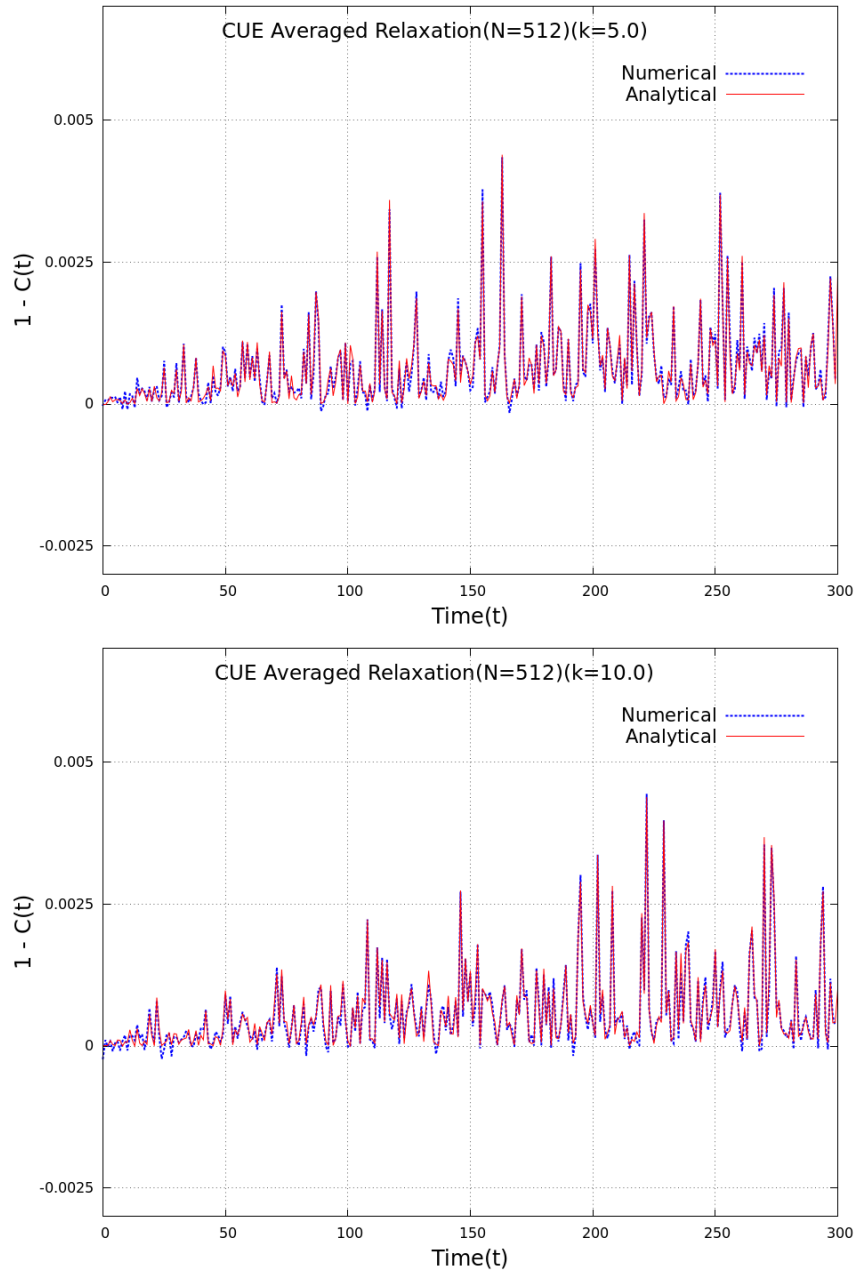 CUE Averaged Relaxation(N=512)(k=5.0)
Numerical
Analytical
0.005
0.0025
0
-0.0025
1 - C(t)
0 50 100 150 200 250 300
Time(t)
CUE Averaged Relaxation(N=512)(k=10.0)
Numerical
Analytical
0.005
0.0025
0
-0.0025
1 - C(t)
0 50 100 150 200 250 300
Time(t)